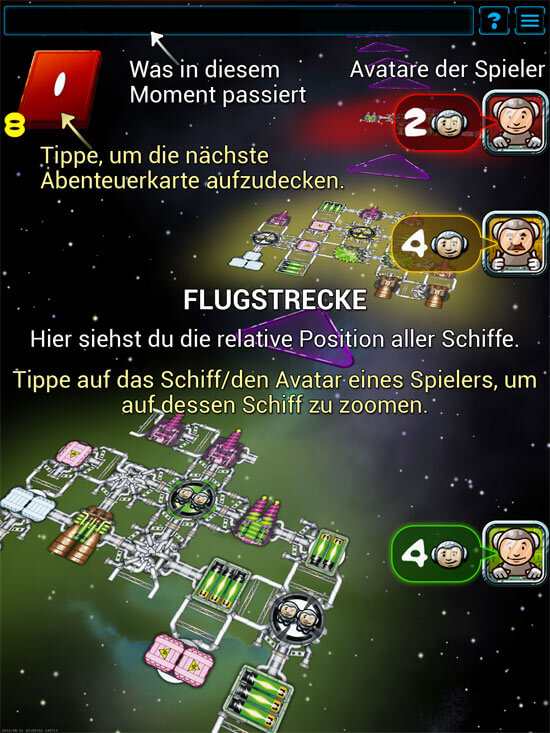 ?
Was in diesem
Moment passiert
Avatare der Spieler
8
2
Tippe, um die nächste
Abenteuerkarte aufzudecken.
4
FLUGSTRECKE
Hier siehst du die relative Position aller Schiffe.
Tippe auf das Schiff/den Avatar eines Spielers, um
auf dessen Schiff zu zoomen.
4